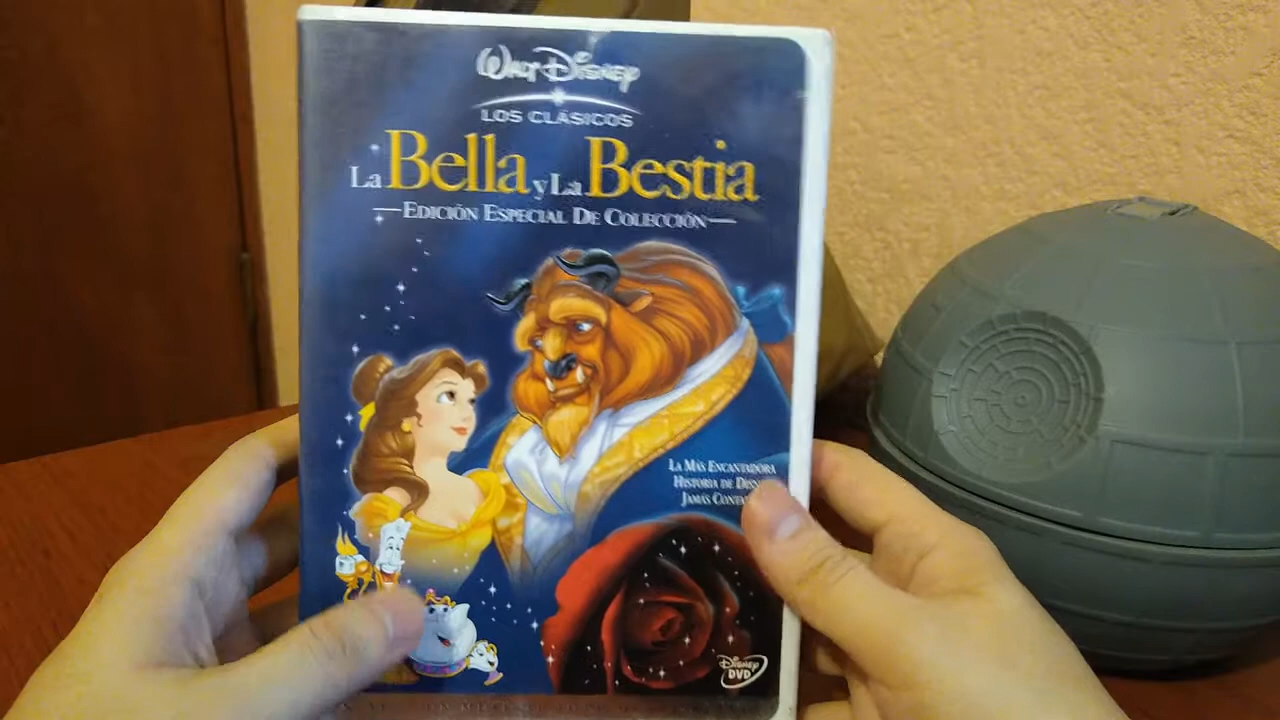 Walt Disney
LOS CLÁSICOS
La Bella y La Bestia
EDICIÓN ESPECIAL DE COLECCIÓN
LA MÁS ENCANTADORA
HISTORIA DE
JAMÁS
Disney
DVD